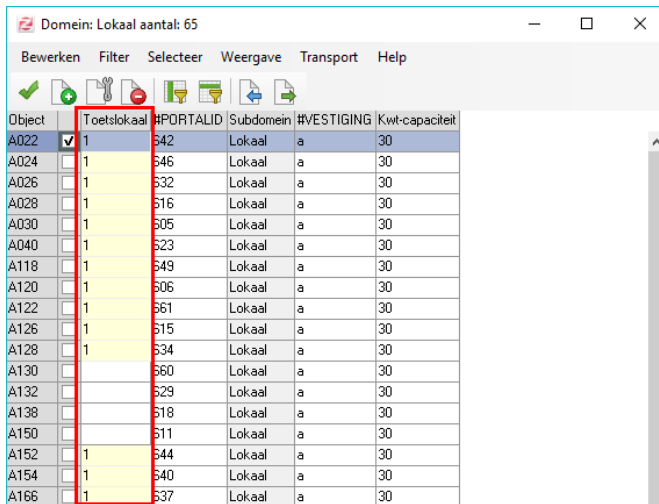 Domein: Lokaal aantal: 65
Bewerken Filter Selecteer Weergave Transport Help
Object Toetslokaal #PORTALID Subdomein #VESTIGING Kwt-capaciteit
A022 1 642 Lokaal a 30
A024 1 646 Lokaal a 30
A026 1 632 Lokaal a 30
A028 1 616 Lokaal a 30
A030 1 605 Lokaal a 30
A040 1 623 Lokaal a 30
A118 1 649 Lokaal a 30
A120 1 606 Lokaal a 30
A122 1 661 Lokaal a 30
A126 1 615 Lokaal a 30
A128 1 634 Lokaal a 30
A130 660 Lokaal a 30
A132 629 Lokaal a 30
A138 618 Lokaal a 30
A150 611 Lokaal a 30
A152 1 644 Lokaal a 30
A154 1 640 Lokaal a 30
A166 1 637 Lokaal a 30